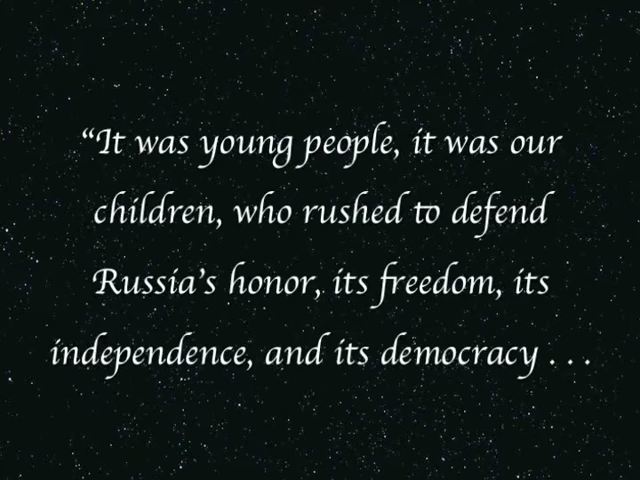 “It was young people, it was our
children, who rushed to defend
Russia's honor, its freedom, its
independence, and its democracy . . .